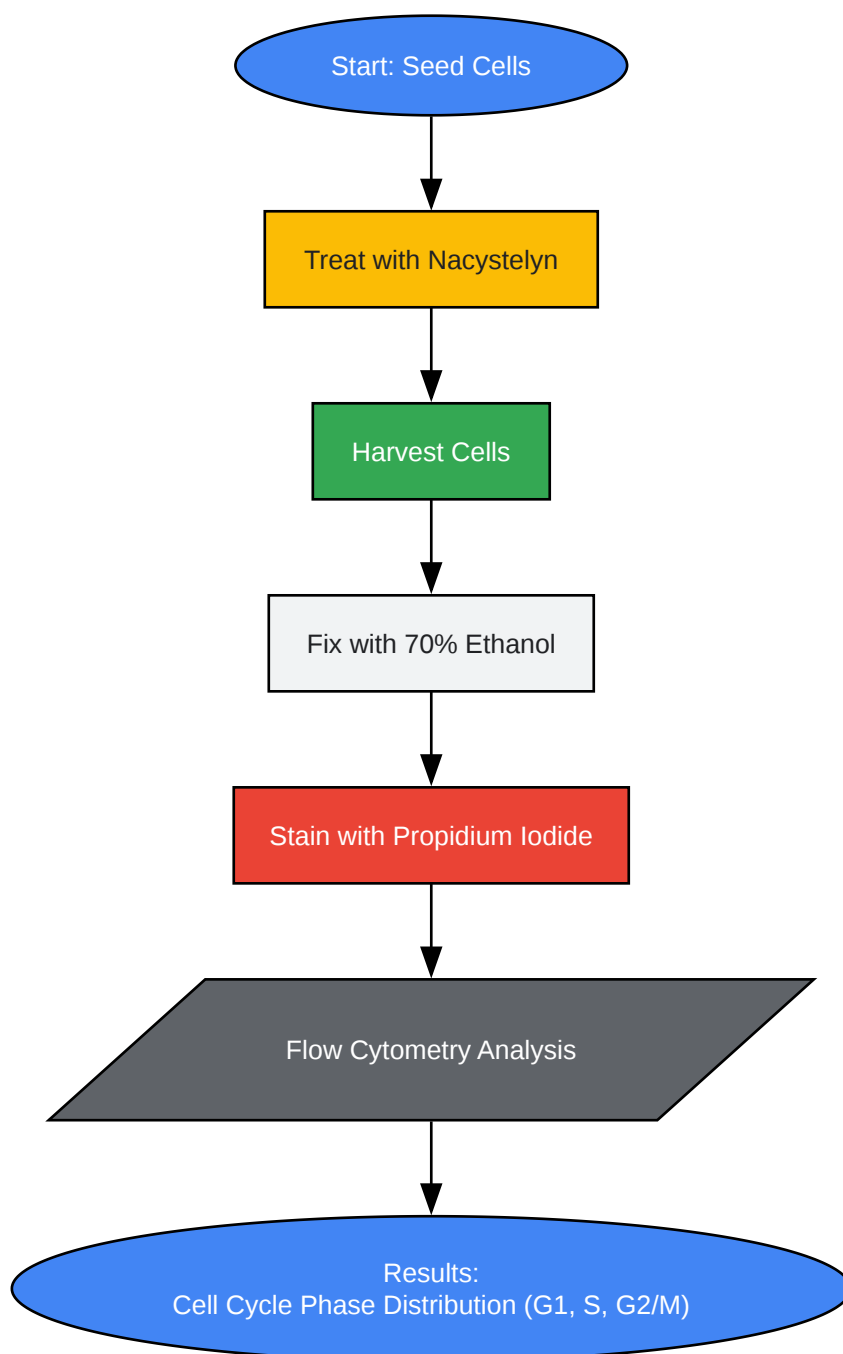 Start: Seed Cells
Treat with Nacystelyn
Harvest Cells
Fix with 70% Ethanol
Stain with Propidium Iodide
Flow Cytometry Analysis
Results:
Cell Cycle Phase Distribution (G1, S, G2/M)